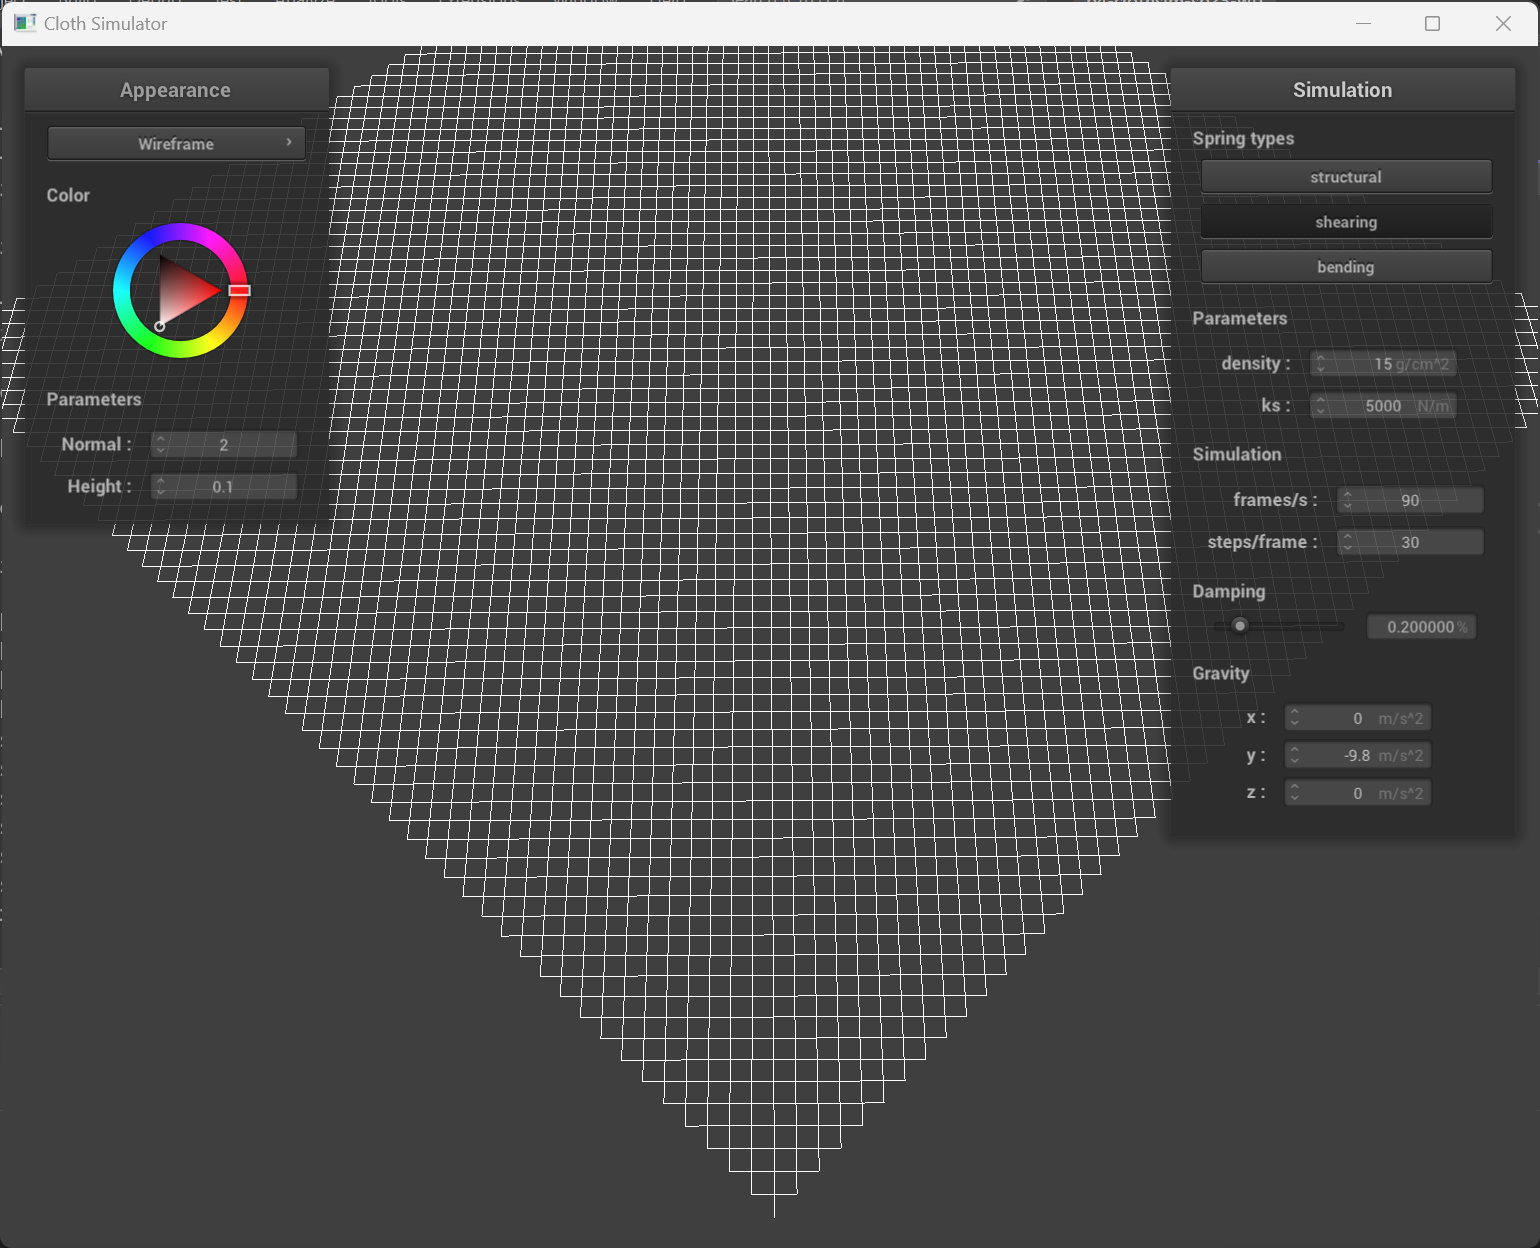 Cloth Simulator
Appearance
Wireframe
Color
Parameters
Normal : 2
Height : 0.1
Simulation
Spring types
structural
shearing
bending
Parameters
density : 15 g/cm^2
ks : 5000 N/m
Simulation
frames/s : 90
steps/frame : 30
Damping
0.200000 %
Gravity
x : 0 m/s^2
y : -9.8 m/s^2
z : 0 m/s^2